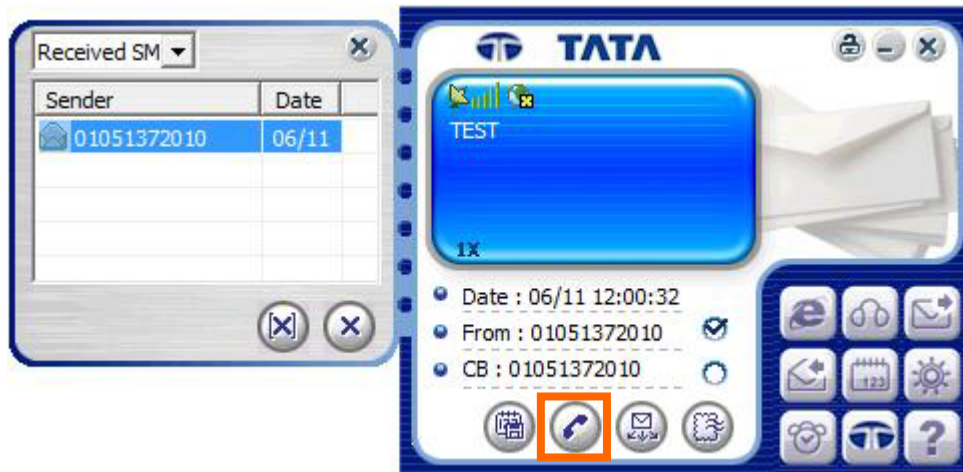 Received SM
Sender Date
01051372010 06/11
TATA
TEST
1X
Date : 06/11 12:00:32
From : 01051372010
CB : 01051372010
123
?